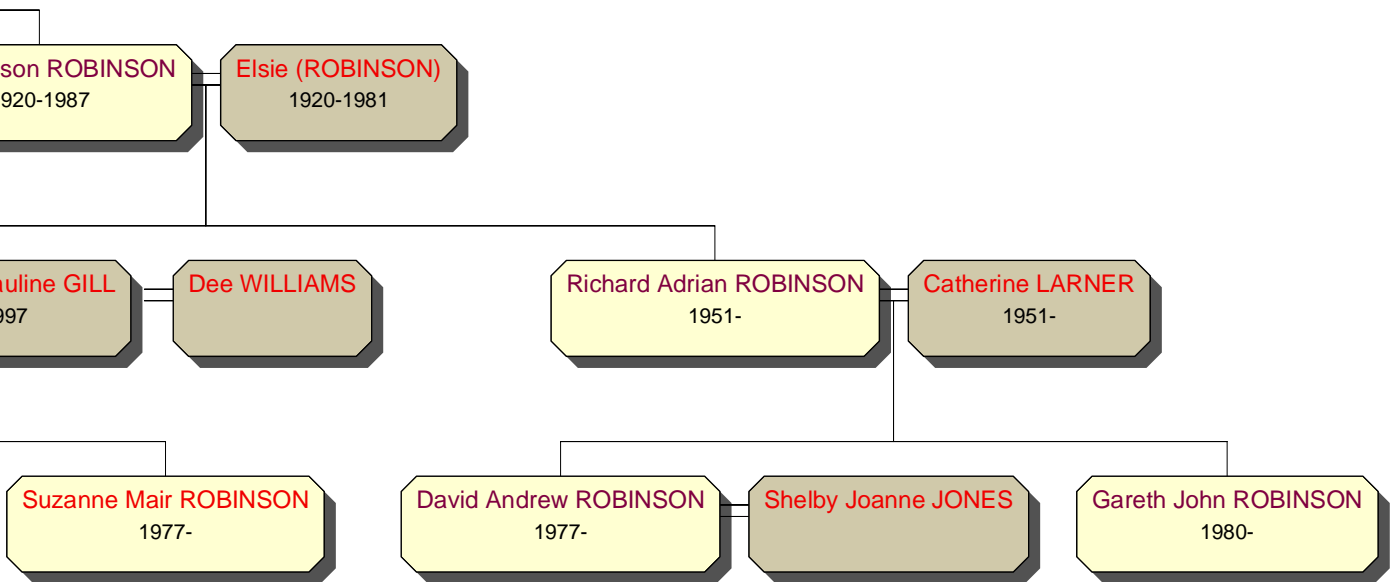 son ROBINSON
920-1987
Elsie (ROBINSON)
1920-1981
auline GILL
997
Dee WILLIAMS
Richard Adrian ROBINSON
1951-
Catherine LARNER
1951-
Suzanne Mair ROBINSON
1977-
David Andrew ROBINSON
1977-
Shelby Joanne JONES
Gareth John ROBINSON
1980-